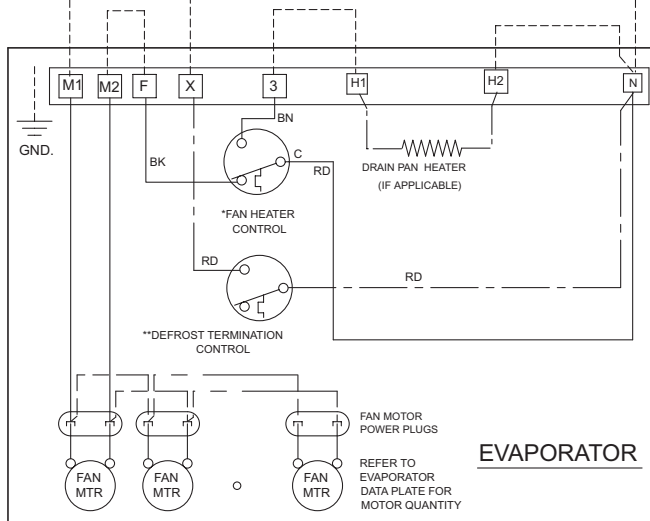 M1 M2 F X 3 H1 H2 N
GND.
BN
BK
C
RD
DRAIN PAN HEATER
(IF APPLICABLE)
*FAN HEATER
CONTROL
RD
RD
**DEFROST TERMINATION
CONTROL
FAN MOTOR
POWER PLUGS
EVAPORATOR
FAN
MTR
FAN
MTR
FAN
MTR
REFER TO
EVAPORATOR
DATA PLATE FOR
MOTOR QUANTITY